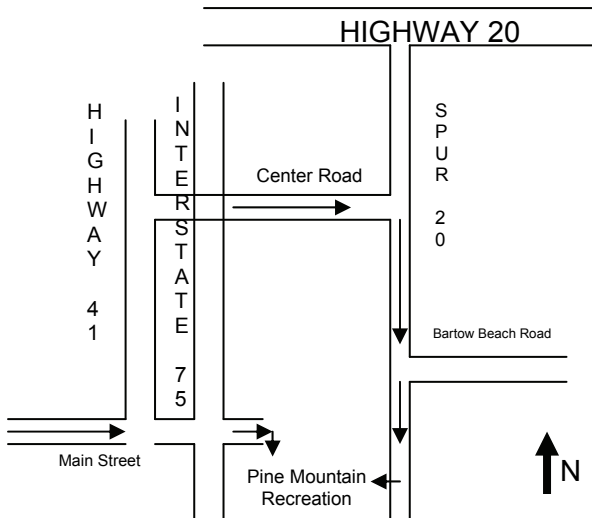 HIGHWAY 20
HIGHWAY 41
INTERSTATE 75
SPUR 20
Center Road
Bartow Beach Road
Main Street
Pine Mountain
Recreation
N